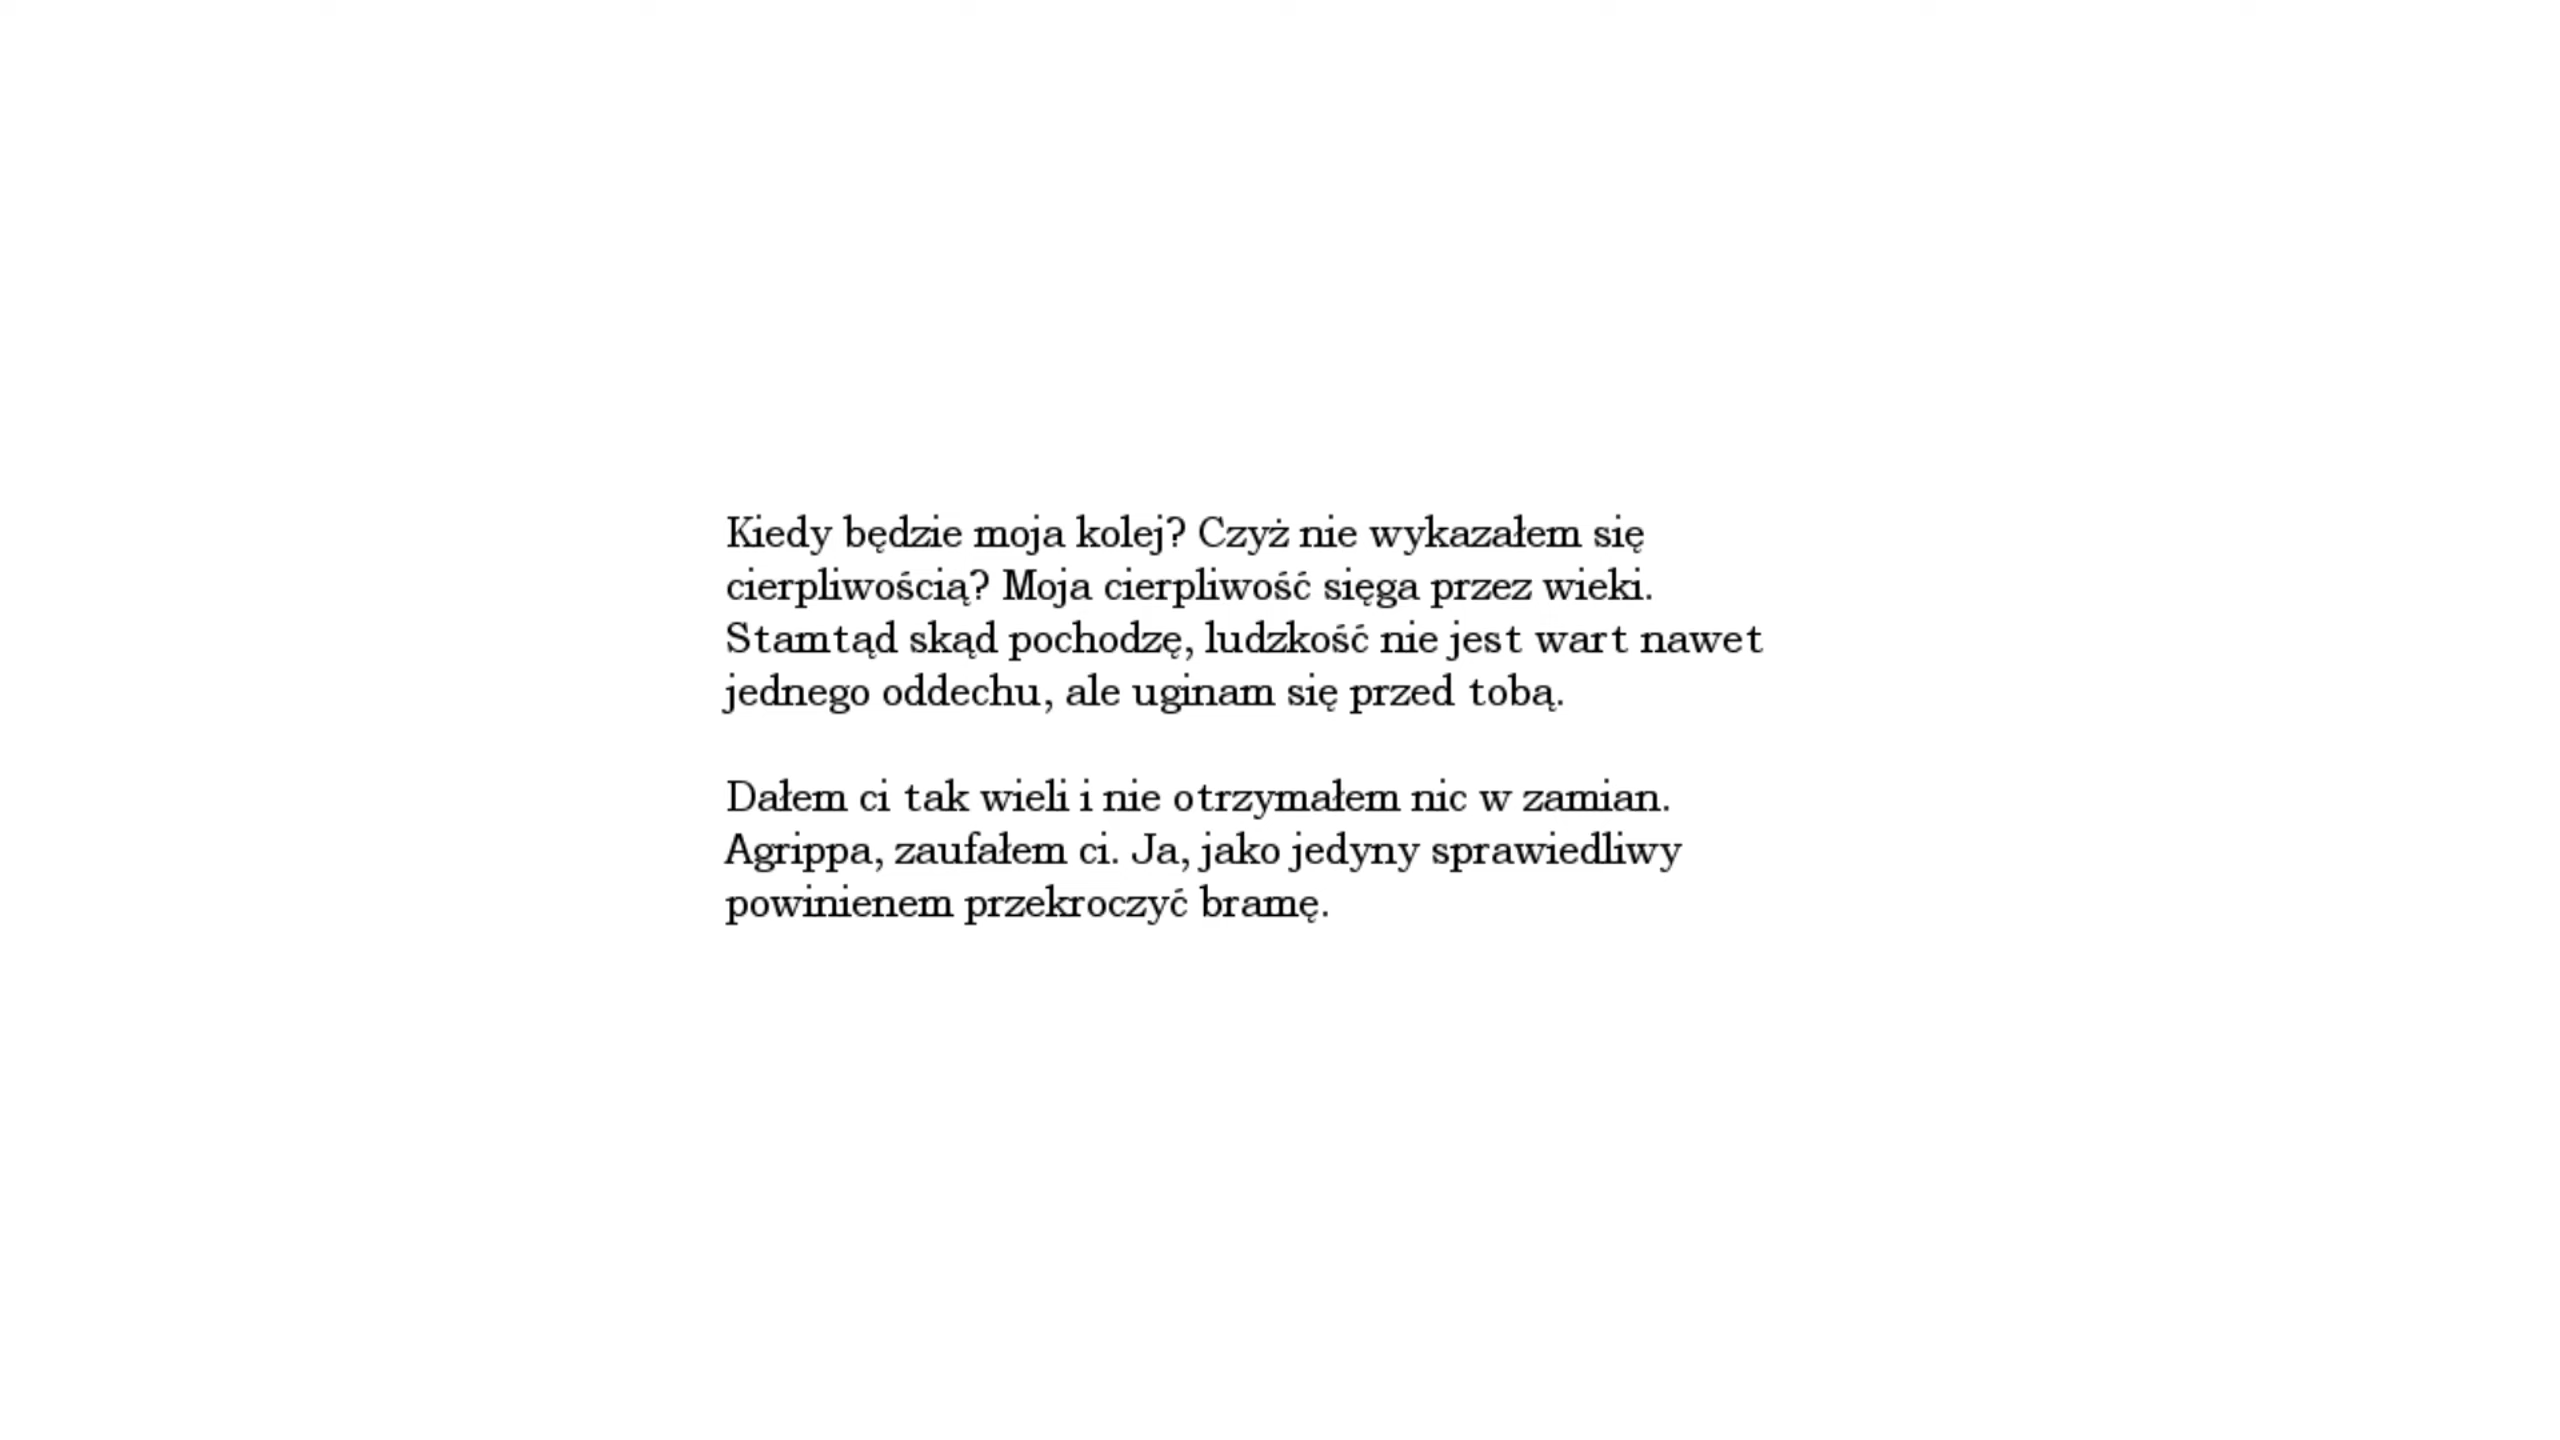 Kiedy będzie moja kolej? Czyż nie wykazałem się
cierpliwością? Moja cierpliwość sięga przez wieki.
Stamtąd skąd pochodzę, ludzkość nie jest wart nawet
jednego oddechu, ale uginam się przed tobą.
Dałem ci tak wieli i nie otrzymałem nic w zamian.
Agrippa, zaufałem ci. Ja, jako jedyny sprawiedliwy
powinienem przekroczyć bramę.